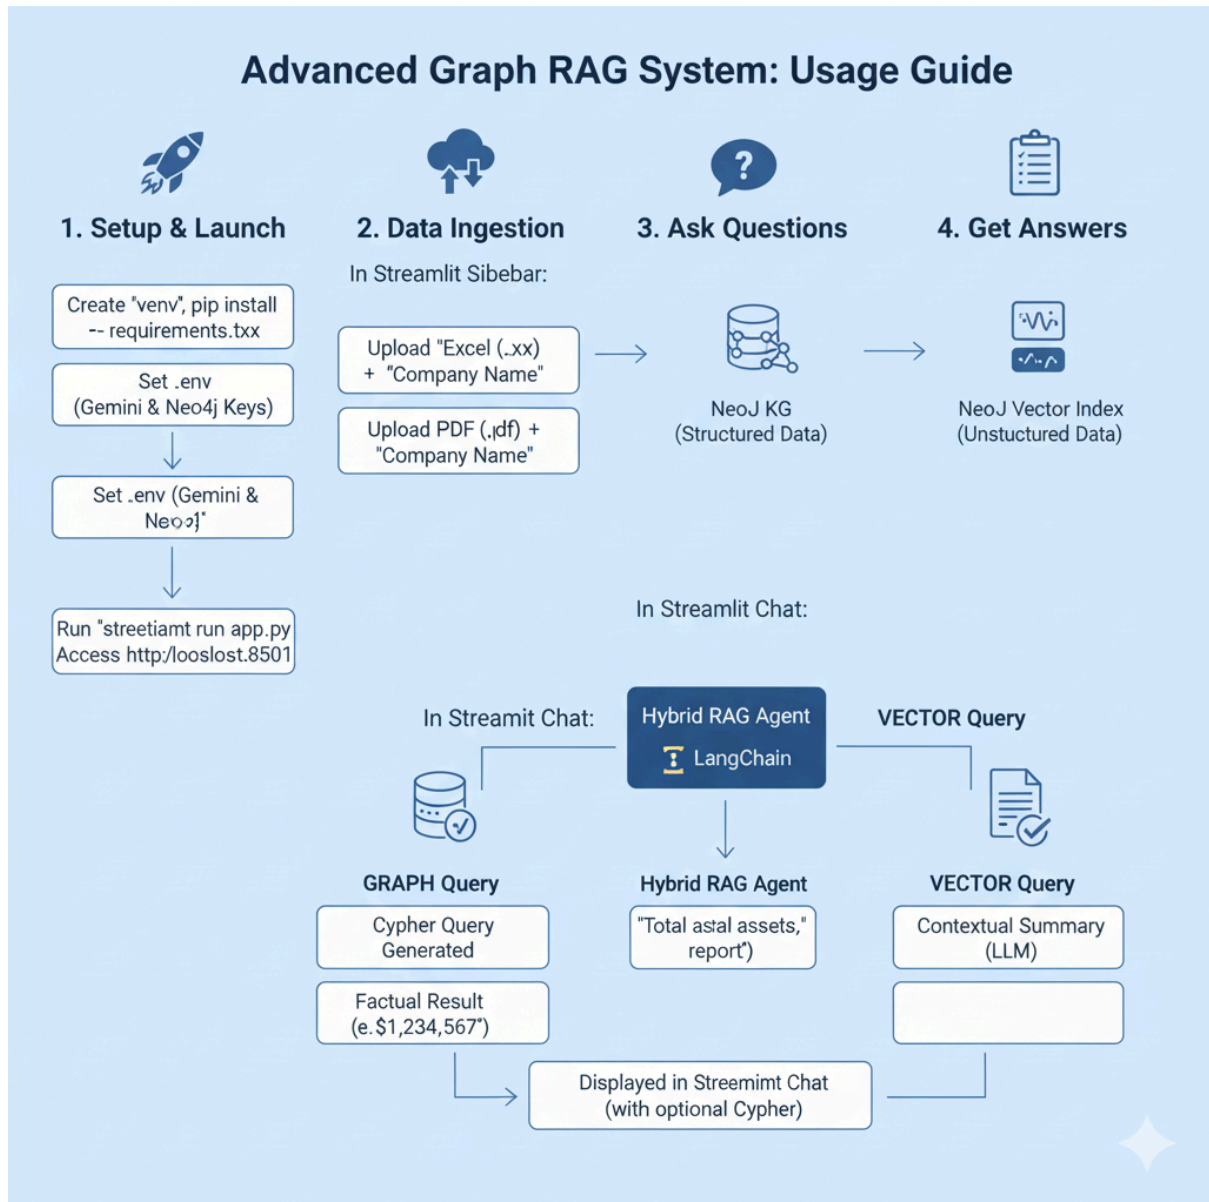 Advanced Graph RAG System: Usage Guide
1. Setup & Launch
Create "venv", pip install
-- requirements.txx
Set .env
(Gemini & Neo4j Keys)
Set .env (Gemini &
Run "streetiamt run app.py
Access http:/looslost.8501
2. Data Ingestion
In Streamlit Sibebar:
Upload "Excel (..xx)
+ "Company Name"
Upload PDF (.jdf) +
"Company Name"
3. Ask Questions
NeoJ KG
(Structured Data)
4. Get Answers
NeoJ Vector Index
(Unstuctured Data)
In Streamlit Chat:
In Streamit Chat:
Hybrid RAG Agent
LangChain
VECTOR Query
GRAPH Query
Cypher Query
Generated
Factual Result
(e.$1,234,567")
Hybrid RAG Agent
"Total astal assets,"
report")
VECTOR Query
Contextual Summary
(LLM)
Displayed in Streemimt Chat
(with optional Cypher)